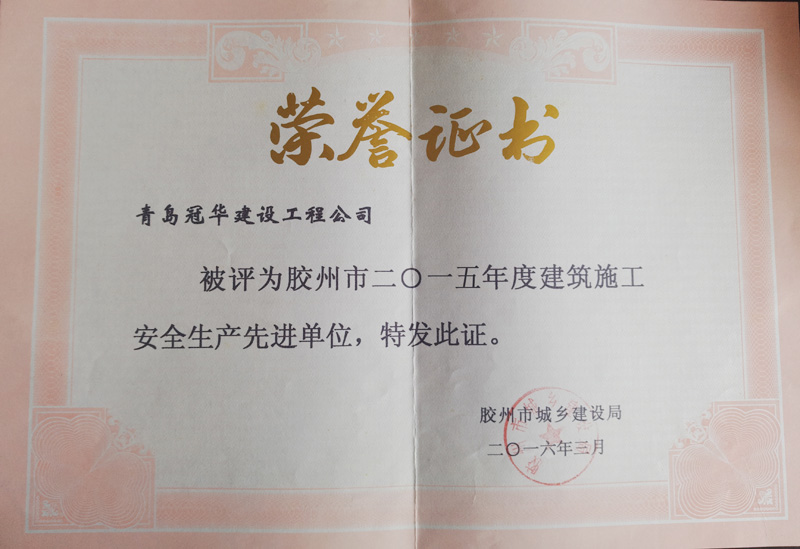 荣誉证书
青岛冠华建设工程公司
被评为胶州市二〇一五年度建筑施工
安全生产先进单位，特发此证。
胶州市城乡建设局
二〇一六年三月